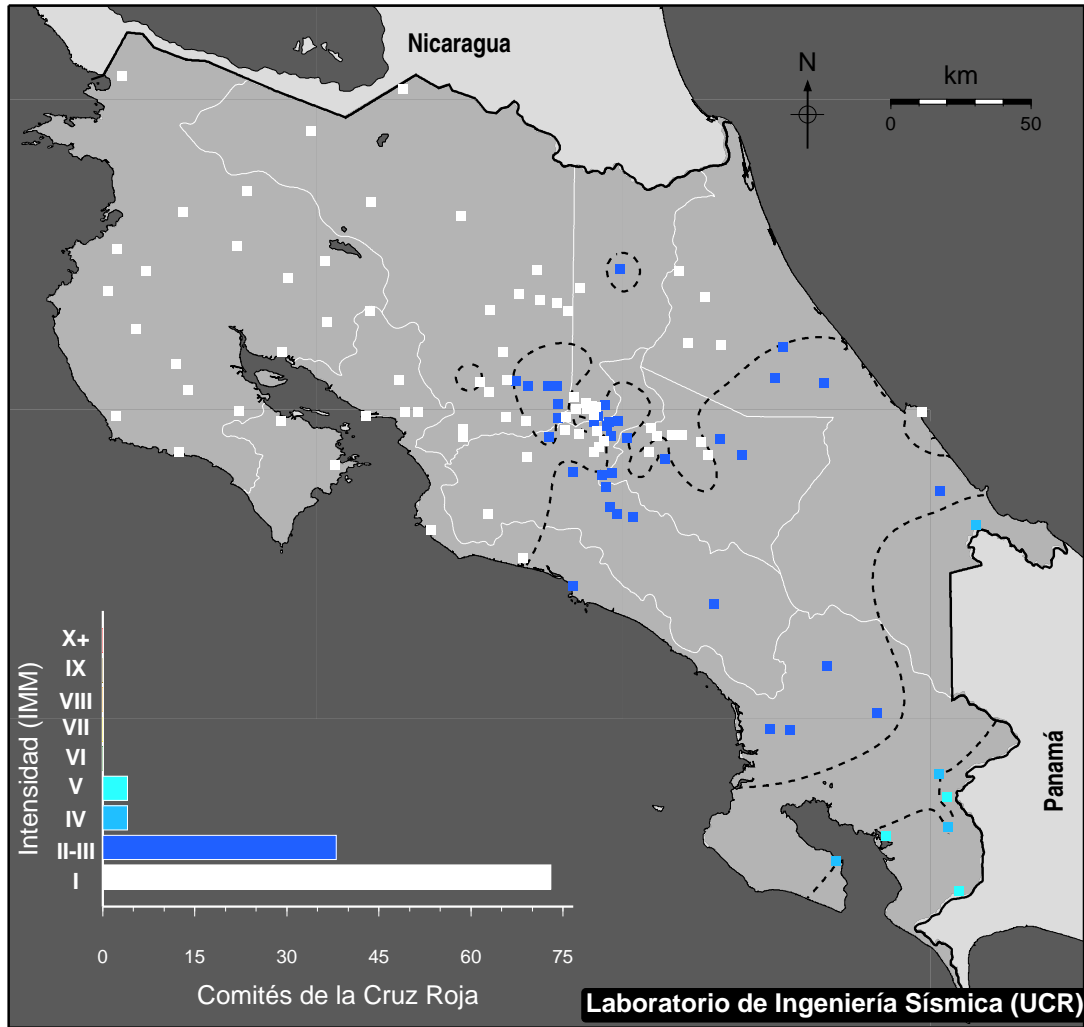 Nicaragua
N
km
0 50
Panamá
Intensidad (IMM)
X+
IX
VIII
VII
VI
V
IV
II-III
I
0 15 30 45 60 75
Comités de la Cruz Roja
Laboratorio de Ingeniería Sísmica (UCR)